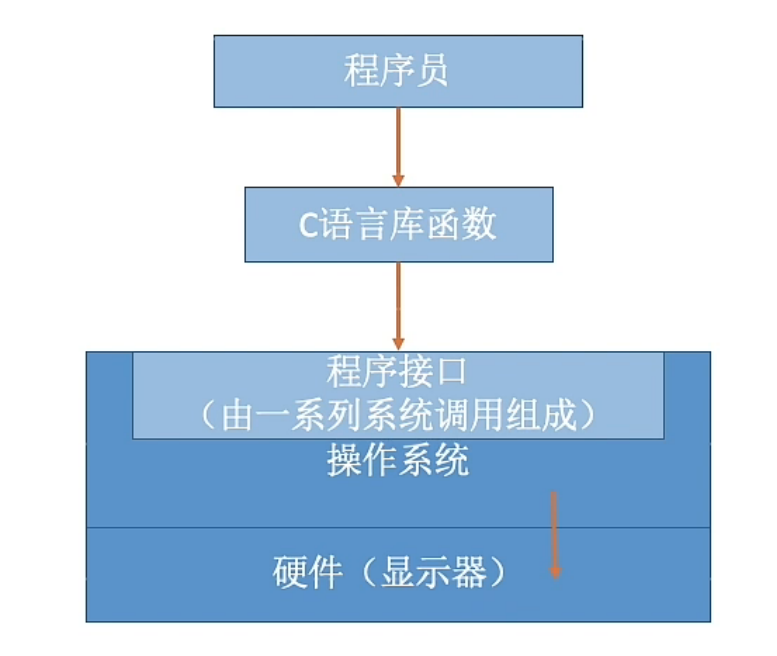 程序员
C语言库函数
程序接口
（由一系列系统调用组成）
操作系统
硬件（显示器）